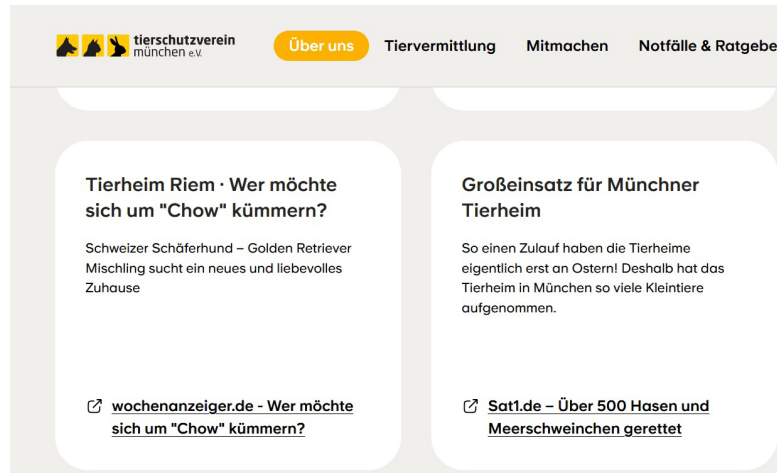 tierschutzverein
münchen e.V.
Über uns
Tiervermittlung
Mitmachen
Notfälle & Ratgebe
Tierheim Riem · Wer möchte
sich um "Chow" kümmern?
Schweizer Schäferhund – Golden Retriever
Mischling sucht ein neues und liebevolles
Zuhause
wochenanzeiger.de - Wer möchte
sich um "Chow" kümmern?
Großeinsatz für Münchner
Tierheim
So einen Zulauf haben die Tierheime
eigentlich erst an Ostern! Deshalb hat das
Tierheim in München so viele Kleintiere
aufgenommen.
Sat1.de – Über 500 Hasen und
Meerschweinchen gerettet